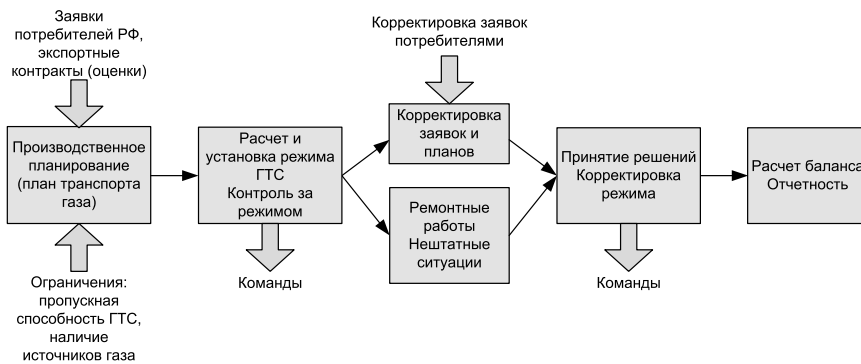 Заявки
потребителей РФ,
экспортные
контракты (оценки)
Производственное
планирование
(план транспорта
газа)
Ограничения:
пропускная
способность ГТС,
наличие
источников газа
Расчет и
установка режима
ГТС
Контроль за
режимом
Команды
Корректировка заявок
потребителями
Корректировка
заявок и
планов
Ремонтные
работы
Нештатные
ситуации
Принятие решений
Корректировка
режима
Команды
Расчет баланса
Отчетность